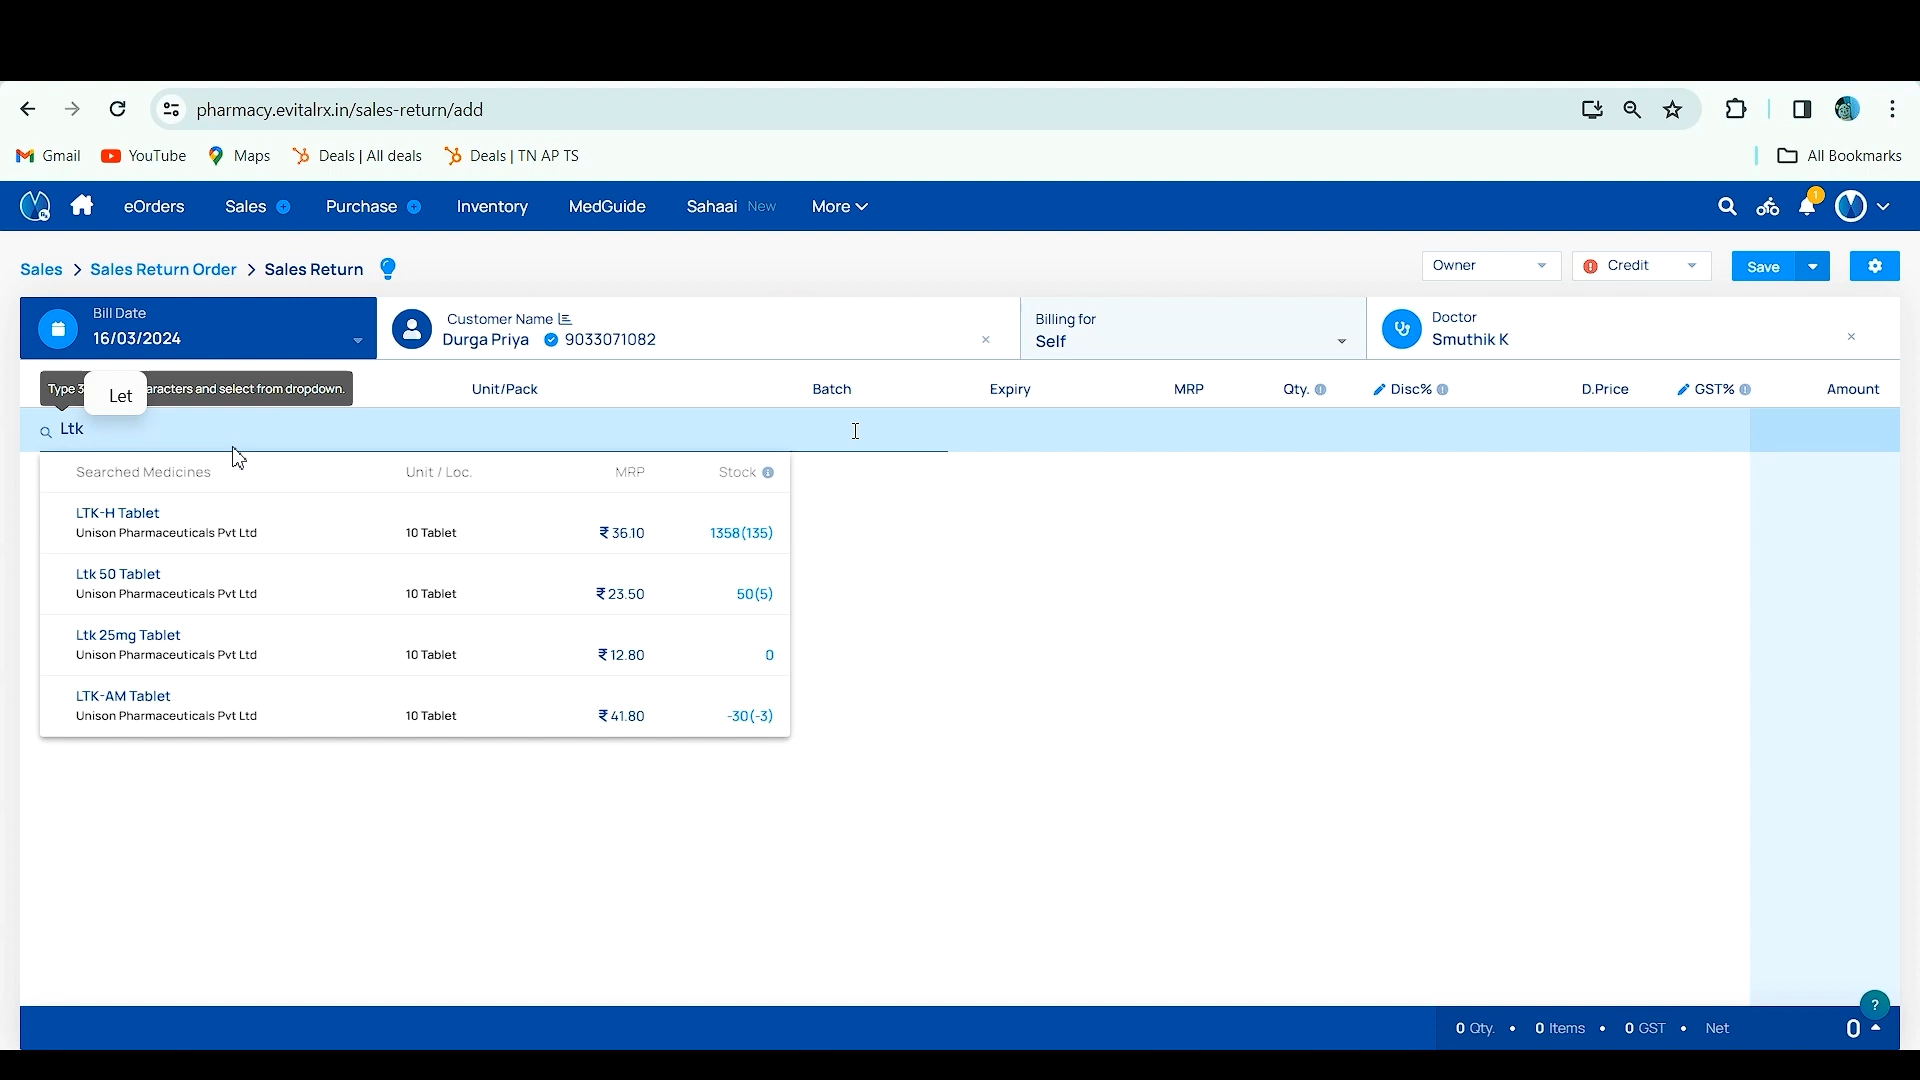 pharmacy.evitalrx.in/sales-return/add
Gmail YouTube Maps Deals | All deals Deals | TN AP TS All Bookmarks
eOrders Sales Purchase Inventory MedGuide Sahaai New More 1
Sales > Sales Return Order > Sales Return Owner Credit Save
Bill Date
16/03/2024
Customer Name
Durga Priya 9033071082
Billing for
Self
Doctor
Smuthik K
Type 3 aracters and select from dropdown.
Let
Unit/Pack Batch Expiry MRP Qty. Disc% D.Price GST% Amount
Ltk
Searched Medicines Unit / Loc. MRP Stock
LTK-H Tablet
Unison Pharmaceuticals Pvt Ltd 10 Tablet ₹ 36.10 1358(135)
Ltk 50 Tablet
Unison Pharmaceuticals Pvt Ltd 10 Tablet ₹ 23.50 50(5)
Ltk 25mg Tablet
Unison Pharmaceuticals Pvt Ltd 10 Tablet ₹ 12.80 0
LTK-AM Tablet
Unison Pharmaceuticals Pvt Ltd 10 Tablet ₹ 41.80 -30(-3)
?
0 Qty. • 0 Items • 0 GST • Net 0